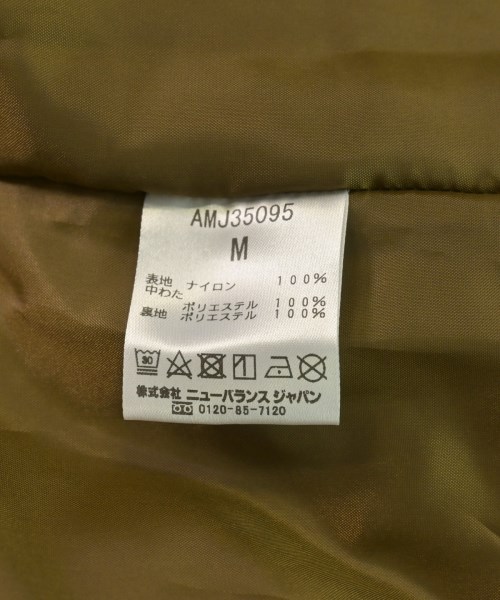 AMJ35095
M
表地 ナイロン 100%
中わた
ポリエステル 100%
裏地 ポリエステル 100%
30
株式会社 ニューバランス ジャパン
0120-85-7120